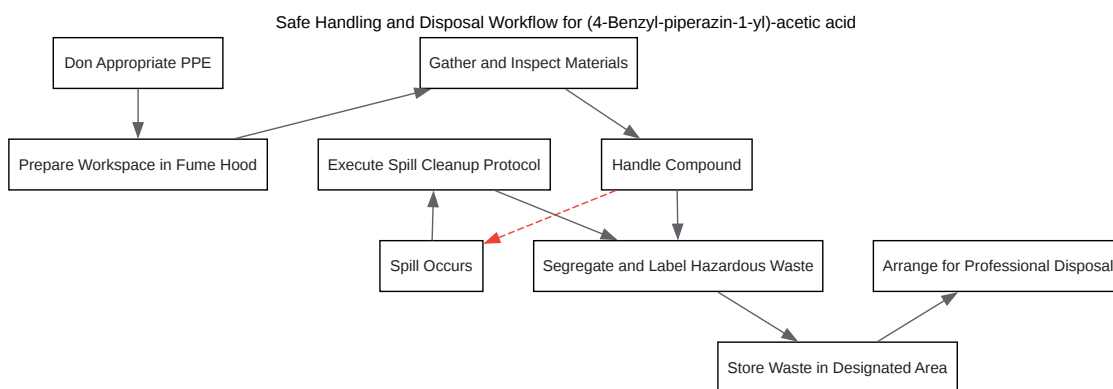 Safe Handling and Disposal Workflow for (4-Benzyl-piperazin-1-yl)-acetic acid
Don Appropriate PPE
Gather and Inspect Materials
Prepare Workspace in Fume Hood
Execute Spill Cleanup Protocol
Handle Compound
Spill Occurs
Segregate and Label Hazardous Waste
Arrange for Professional Disposal
Store Waste in Designated Area